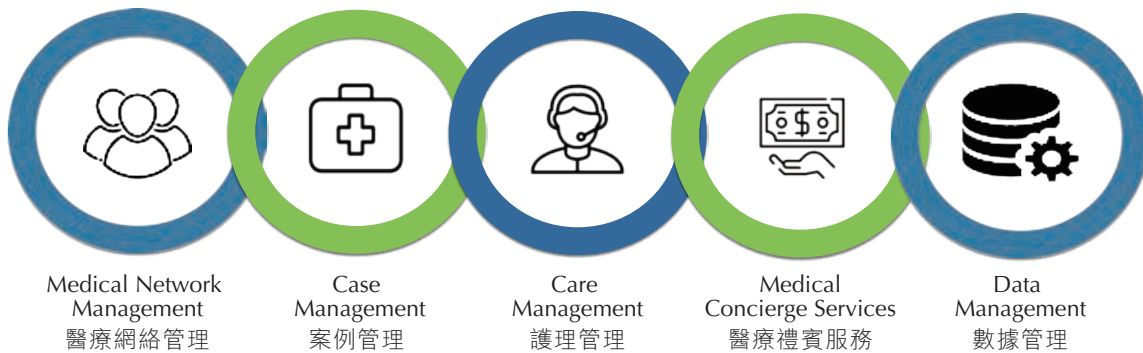 Medical Network
Management
醫療網絡管理
Case
Management
案例管理
Care
Management
護理管理
Medical
Concierge Services
醫療禮賓服務
Data
Management
數據管理